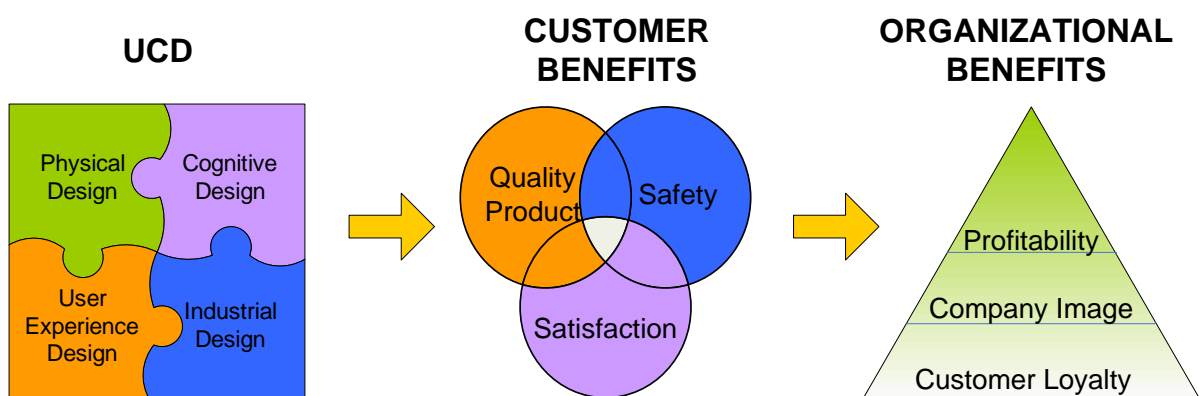 UCD
Physical
Design
Cognitive
Design
User
Experience
Design
Industrial
Design
CUSTOMER
BENEFITS
Quality
Product
Safety
Satisfaction
ORGANIZATIONAL
BENEFITS
Profitability
Company Image
Customer Loyalty